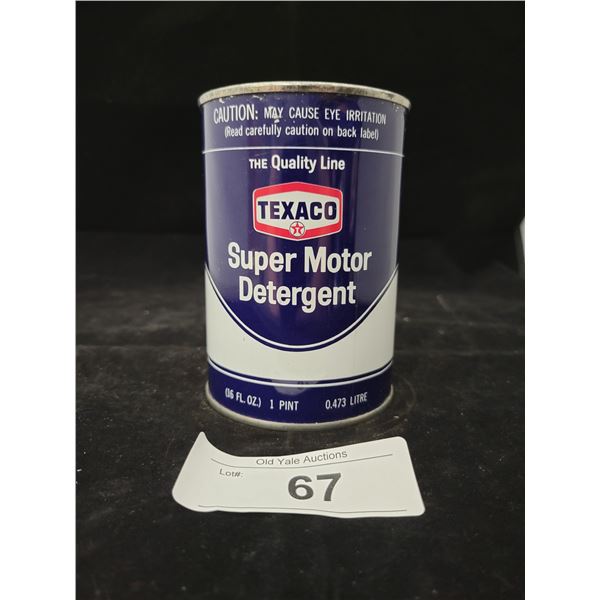 CAUTION: MAY CAUSE EYE IRRITATION
(Read carefully caution on back label)
THE Quality Line
TEXACO
T
Super Motor
Detergent
(16 FL. OZ.) 1 PINT 0.473 LITRE
Old Yale Auctions
Lot#:
67